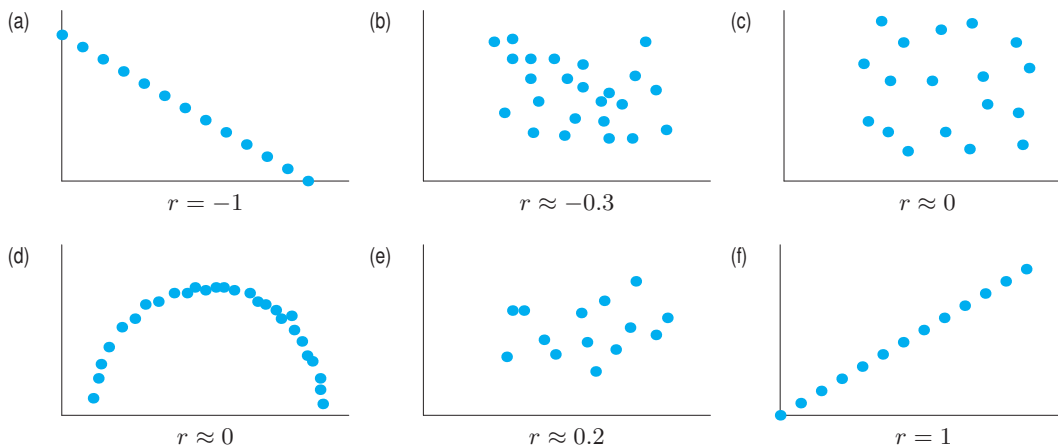 (a)
(b)
(c)
r = −1
r ≈ −0.3
r ≈ 0
(d)
(e)
(f)
r ≈ 0
r ≈ 0.2
r = 1